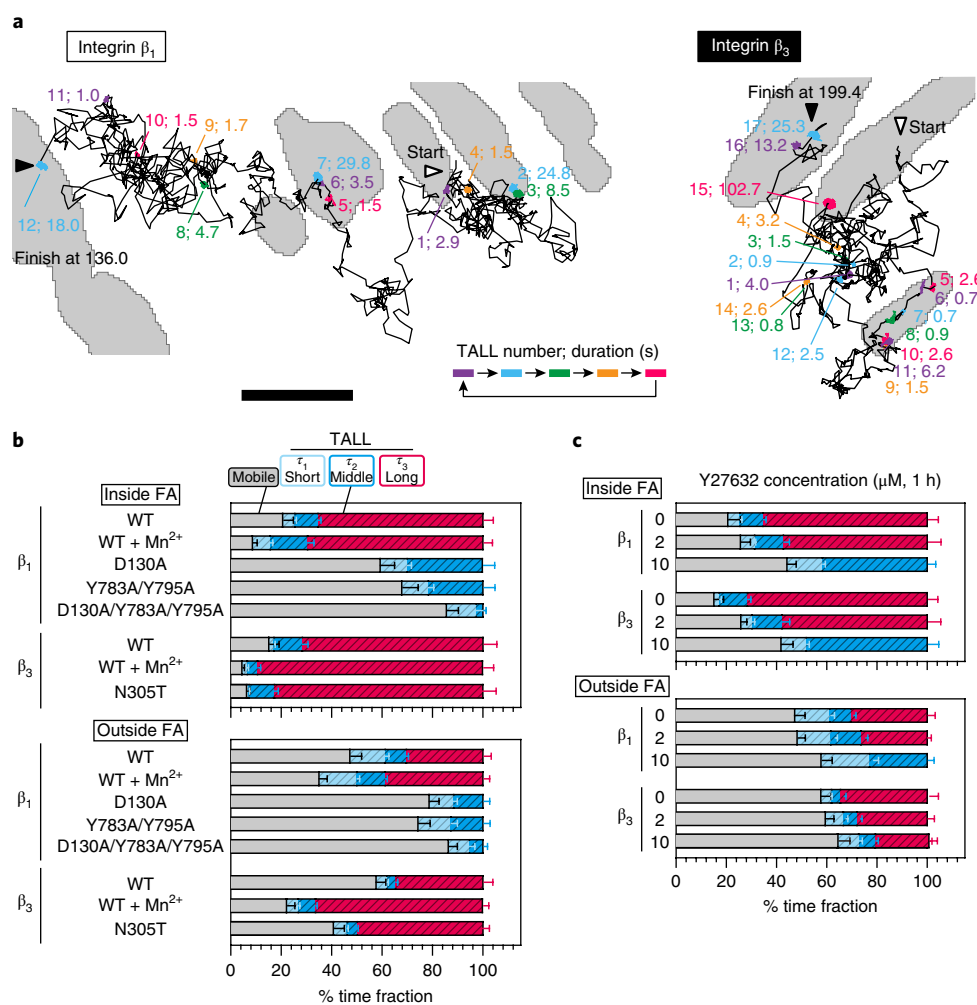 a
Integrin β1
Integrin β3
11; 1.0
10; 1.5
9; 1.7
12; 18.0
8; 4.7
Finish at 136.0
7; 29.8
6; 3.5
5; 1.5
Start
4; 1.5
2; 24.8
3; 8.5
1; 2.9
Finish at 199.4
17; 25.3
16; 13.2
Start
15; 102.7
4; 3.2
3; 1.5
2; 0.9
1; 4.0
14; 2.6
13; 0.8
12; 2.5
5; 2.6
6; 0.7
7; 0.7
8; 0.9
10; 2.6
11; 6.2
9; 1.5
TALL number; duration (s)
b
TALL
Mobile
τ1
Short
τ2
Middle
τ3
Long
Inside FA
β1
WT
WT + Mn2+
D130A
Y783A/Y795A
D130A/Y783A/Y795A
β3
WT
WT + Mn2+
N305T
Outside FA
β1
WT
WT + Mn2+
D130A
Y783A/Y795A
D130A/Y783A/Y795A
β3
WT
WT + Mn2+
N305T
0 20 40 60 80 100
% time fraction
c
Y27632 concentration (μM, 1 h)
Inside FA
β1
0
2
10
β3
0
2
10
Outside FA
β1
0
2
10
β3
0
2
10
0 20 40 60 80 100
% time fraction